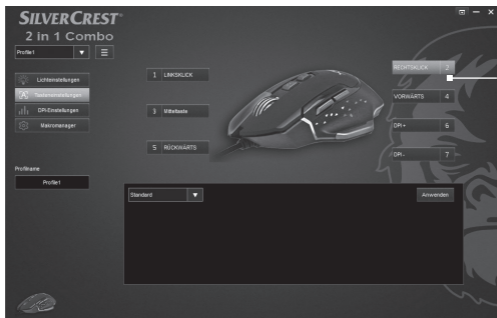 SILVERCREST®
2 in 1 Combo
Profile1
Lichteinstellungen
Tasteneinstellungen
DPI-Einstellungen
Makromanager
Profilname
Profile1
1 LINKSKLICK
3 Mitteltaste
5 RÜCKWÄRTS
RECHTSKLICK 2
VORWÄRTS 4
DPI+ 6
DPI- 7
Standard
Anwenden